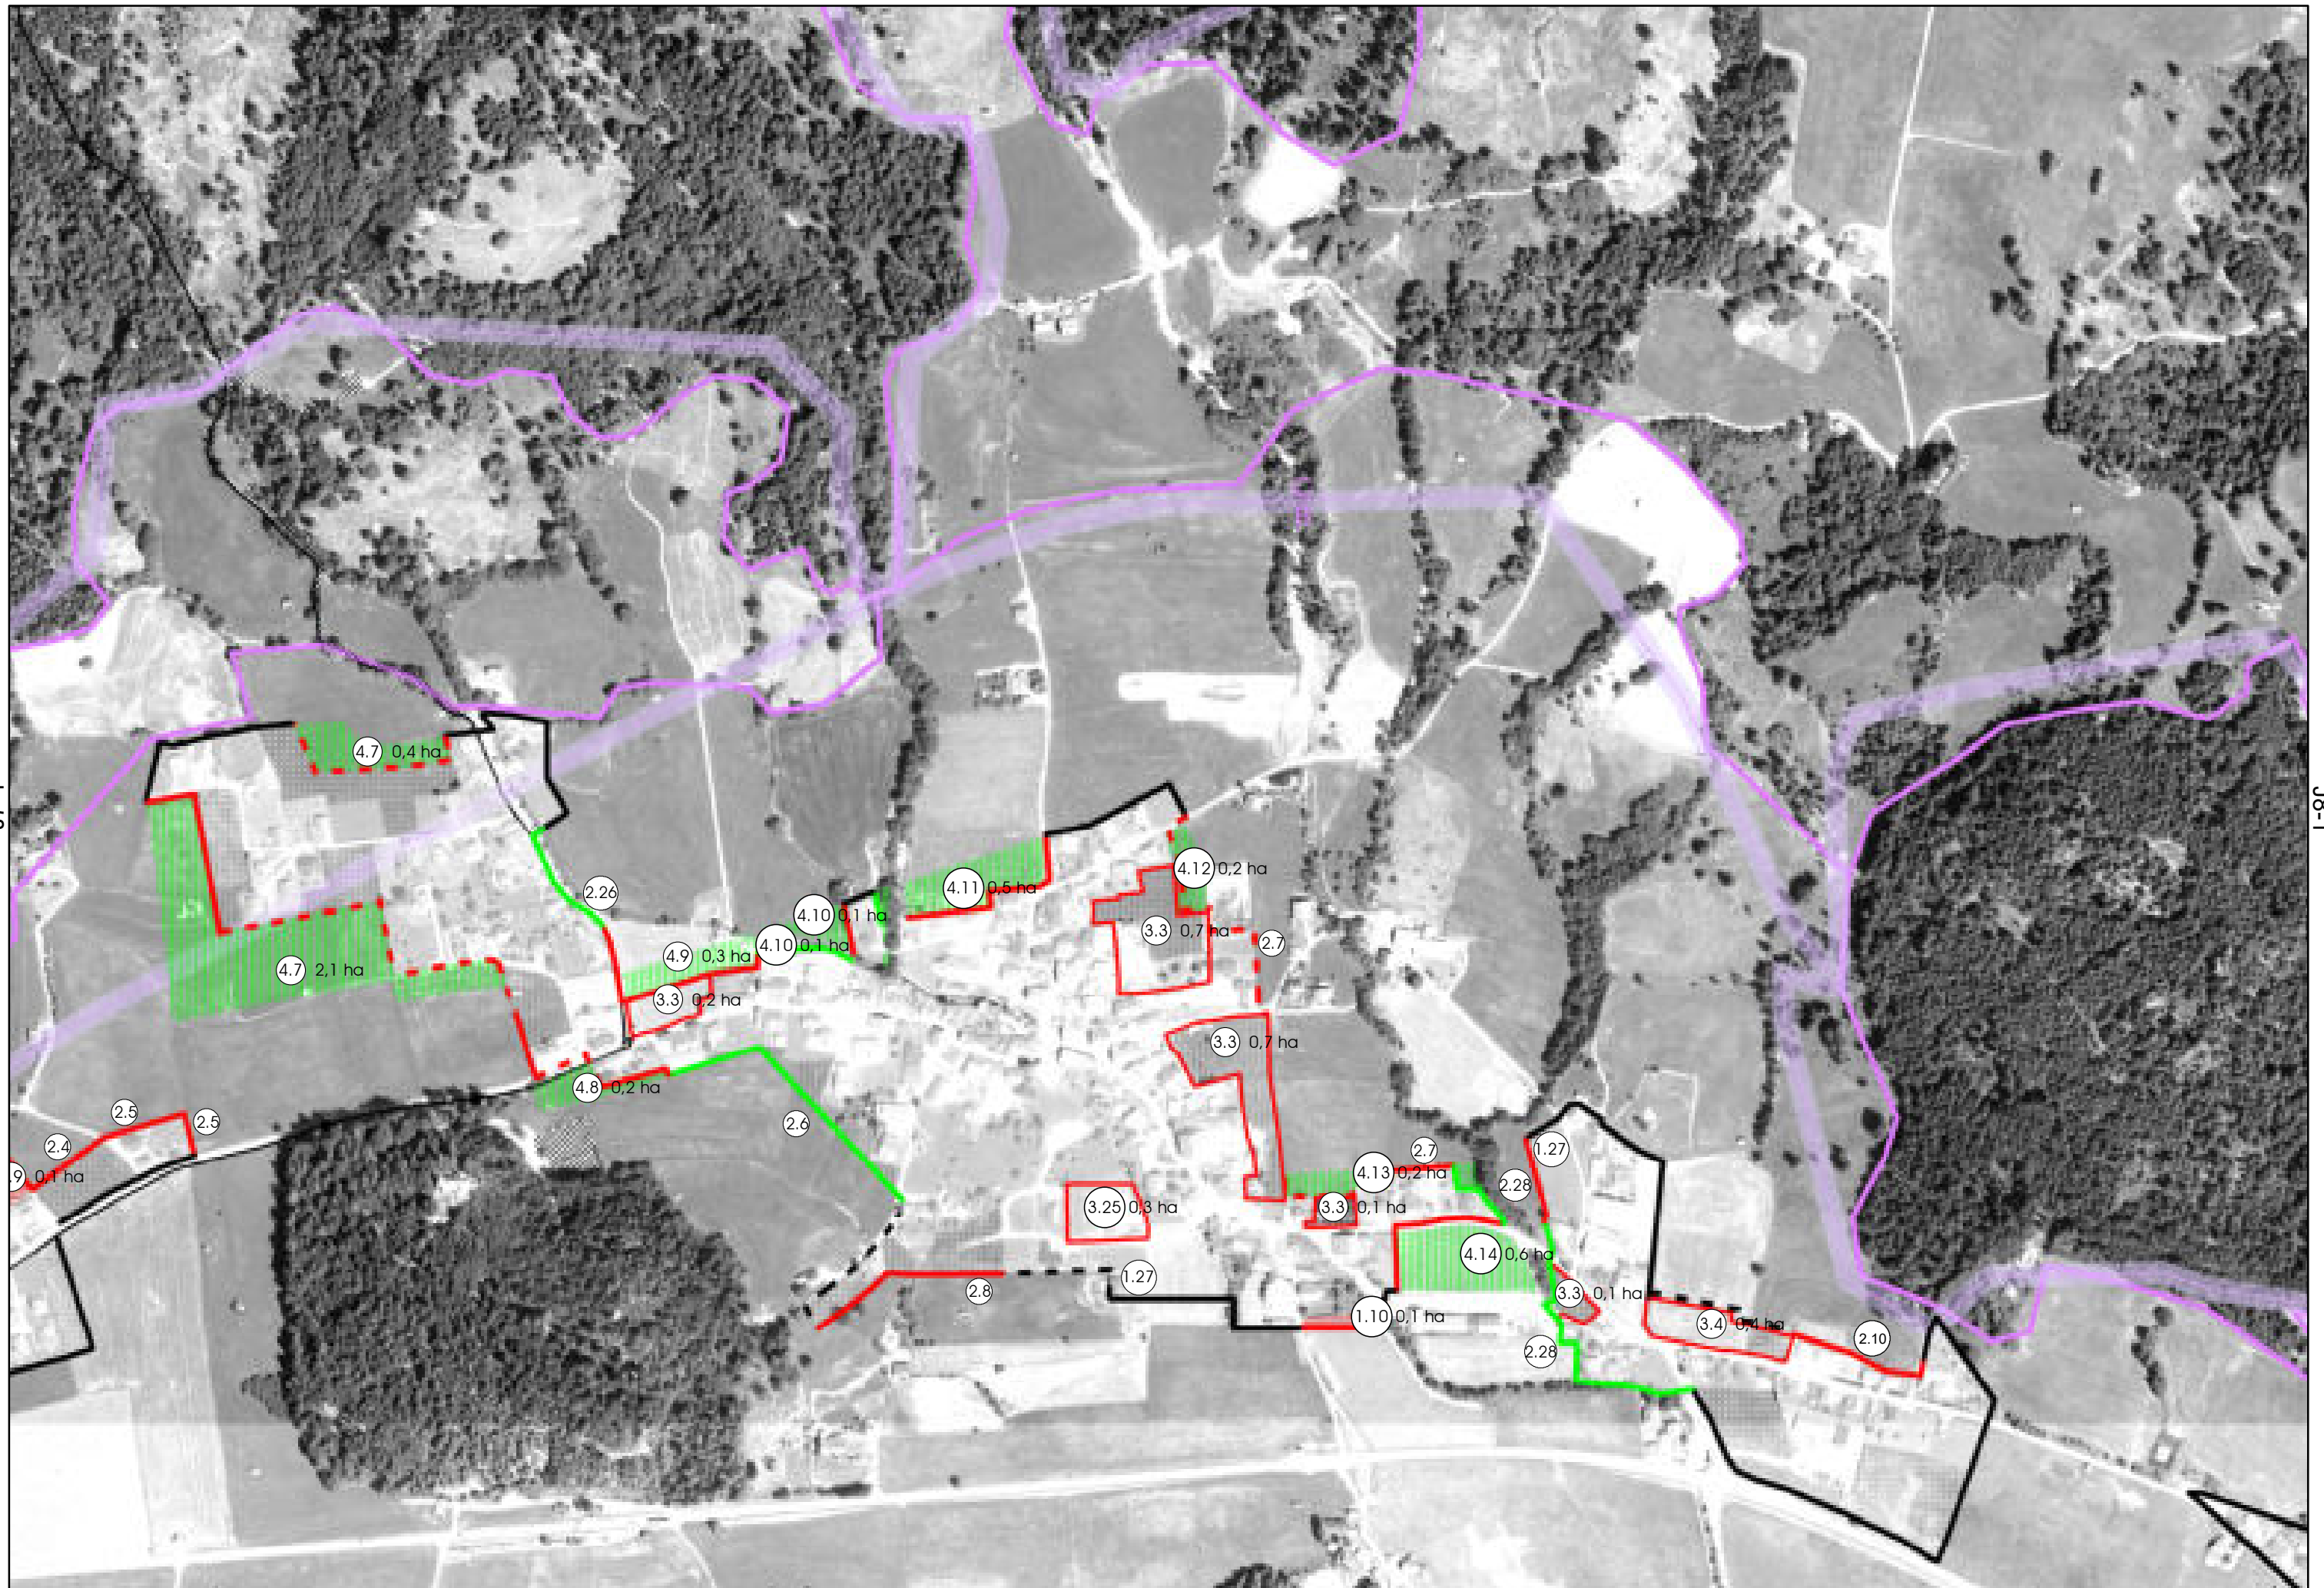 4.7 0,4 ha
J8-1
4.12 0,2 ha
4.11 0,5 ha
2.26
4.10 0,1 ha
3.3 0,7 ha
2.7
4.10 0,1 ha
4.9 0,3 ha
4.7 2,1 ha
3.3 0,2 ha
3.3 0,7 ha
4.8 0,2 ha
2.5
2.5
2.6
2.4
2.7
1.27
.9 0,1 ha
4.13 0,2 ha
2.28
3.25 0,3 ha
3.3 0,1 ha
4.14 0,6 ha
1.27
2.8
3.3 0,1 ha
1.10 0,1 ha
3.4 0,4 ha
2.10
2.28